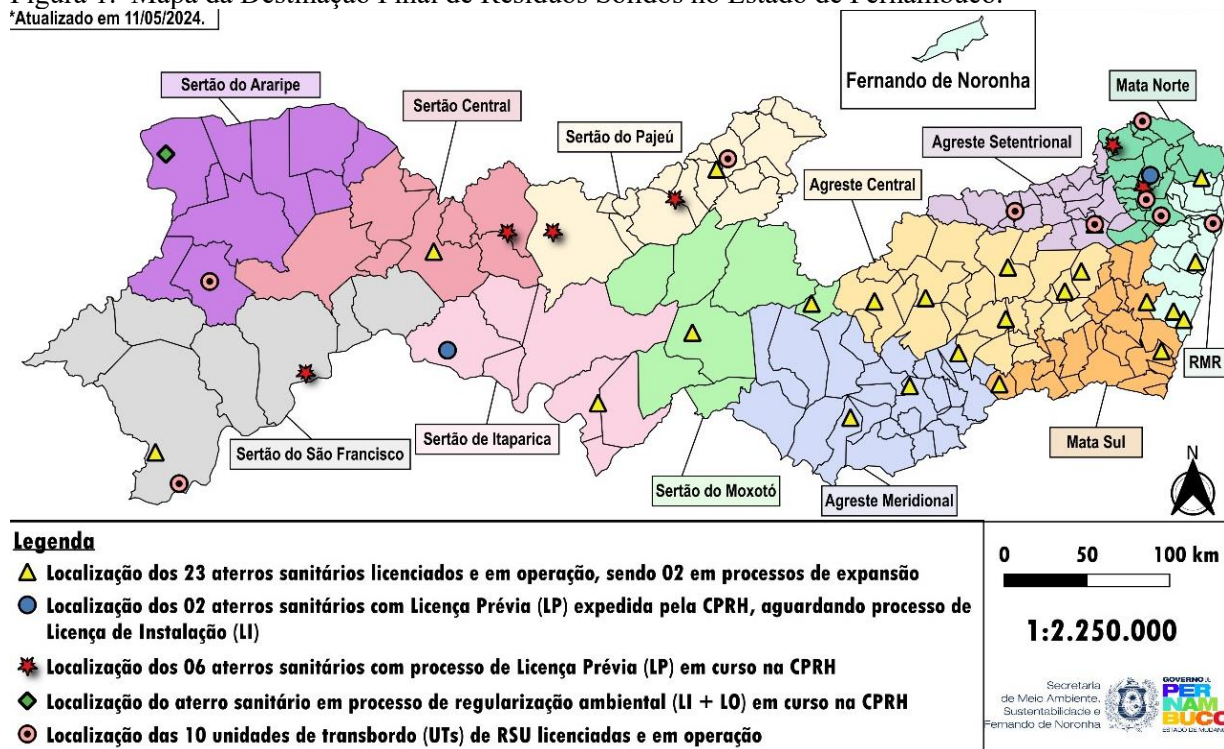 Figura 1: Mapa da Destinação Final de Resíduos Sólidos no Estado de Pernambuco.
*Atualizado em 11/05/2024.
Fernando de Noronha
Sertão do Araripe
Mata Norte
Sertão Central
Sertão do Pajeú
Agreste Setentrional
Agreste Central
RMR
Sertão de Itaparica
Mata Sul
Sertão do São Francisco
Sertão do Moxotó
Agreste Meridional
N
Legenda
Localização dos 23 aterros sanitários licenciados e em operação, sendo 02 em processos de expansão
Localização dos 02 aterros sanitários com Licença Prévia (LP) expedida pela CPRH, aguardando processo de
Licença de Instalação (LI)
Localização dos 06 aterros sanitários com processo de Licença Prévia (LP) em curso na CPRH
Localização do aterro sanitário em processo de regularização ambiental (LI + LO) em curso na CPRH
Localização das 10 unidades de transbordo (UTs) de RSU licenciadas e em operação
0 50 100 km
1:2.250.000
Secretaria
de Meio Ambiente,
Sustentabilidade e
Fernando de Noronha
GOVERNO DE
PER
NAM
BUCO
ESTADO DE MUDANÇA